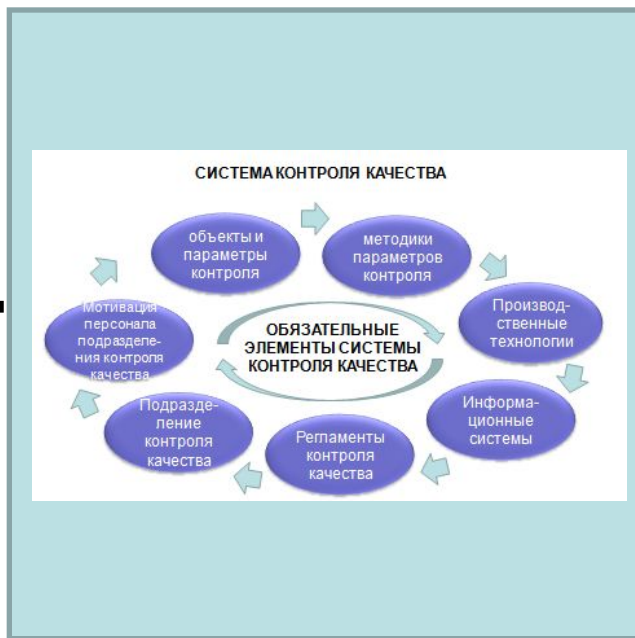 СИСТЕМА КОНТРОЛЯ КАЧЕСТВА
объекты и
параметры
контроля
методики
параметров
контроля
Производ-
ственные
технологии
Информа-
ционные
системы
Регламенты
контроля
качества
Подразде-
ление
контроля
качества
Мотивация
персонала
подразделе-
ния контроля
качества
ОБЯЗАТЕЛЬНЫЕ
ЭЛЕМЕНТЫ СИСТЕМЫ
КОНТРОЛЯ КАЧЕСТВА